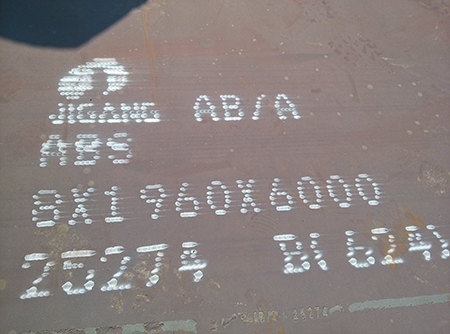 JIGANG AB/A
ABS
8X1960X6000
25274 B1 6241